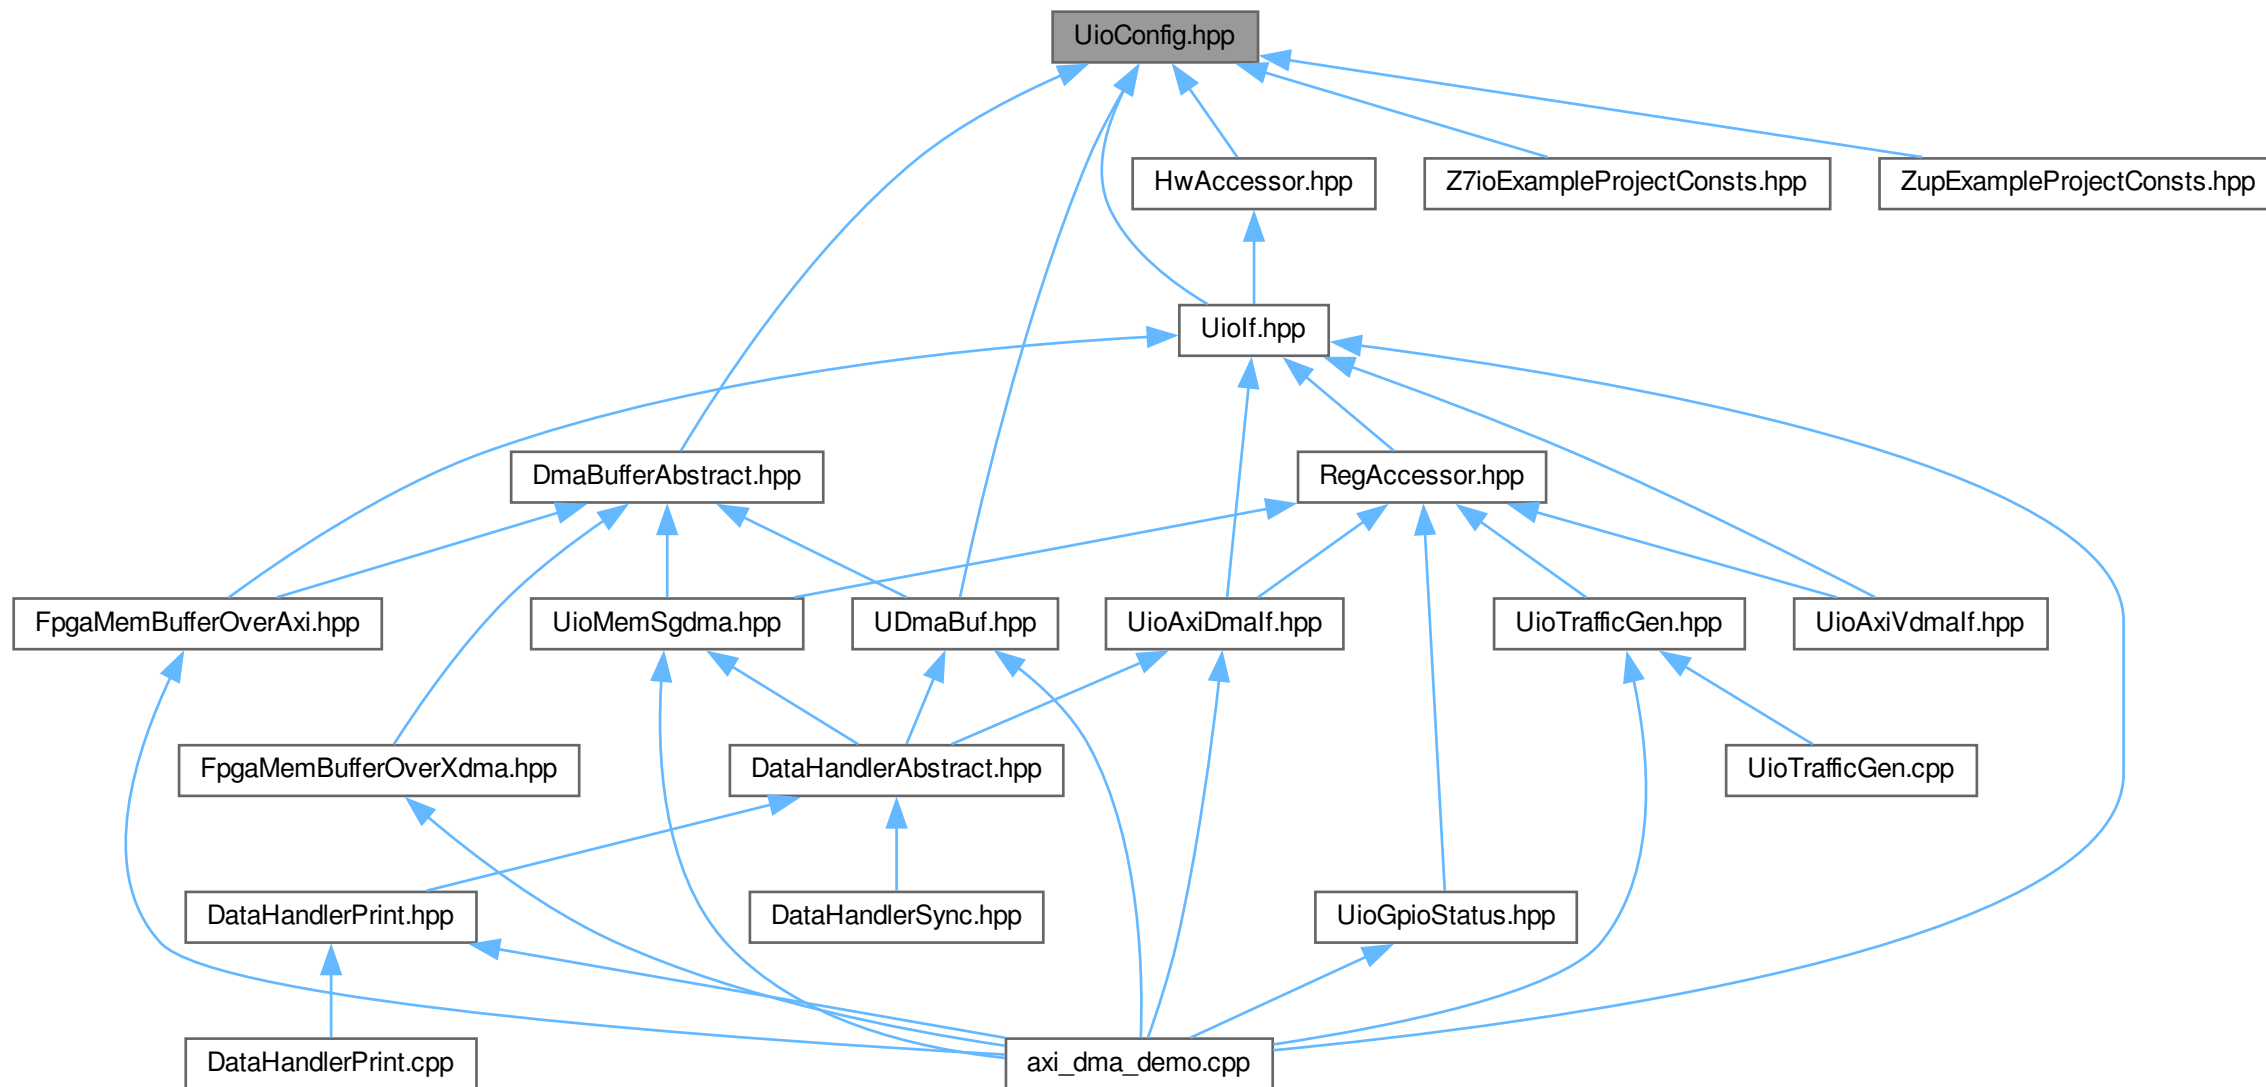 UioConfig.hpp
HwAccessor.hpp
Z7ioExampleProjectConsts.hpp
ZupExampleProjectConsts.hpp
UioIf.hpp
DmaBufferAbstract.hpp
RegAccessor.hpp
FpgaMemBufferOverAxi.hpp
UioMemSgdma.hpp
UDmaBuf.hpp
UioAxiDmaIf.hpp
UioTrafficGen.hpp
UioAxiVdmaIf.hpp
FpgaMemBufferOverXdma.hpp
DataHandlerAbstract.hpp
UioTrafficGen.cpp
DataHandlerPrint.hpp
DataHandlerSync.hpp
UioGpioStatus.hpp
DataHandlerPrint.cpp
axi_dma_demo.cpp